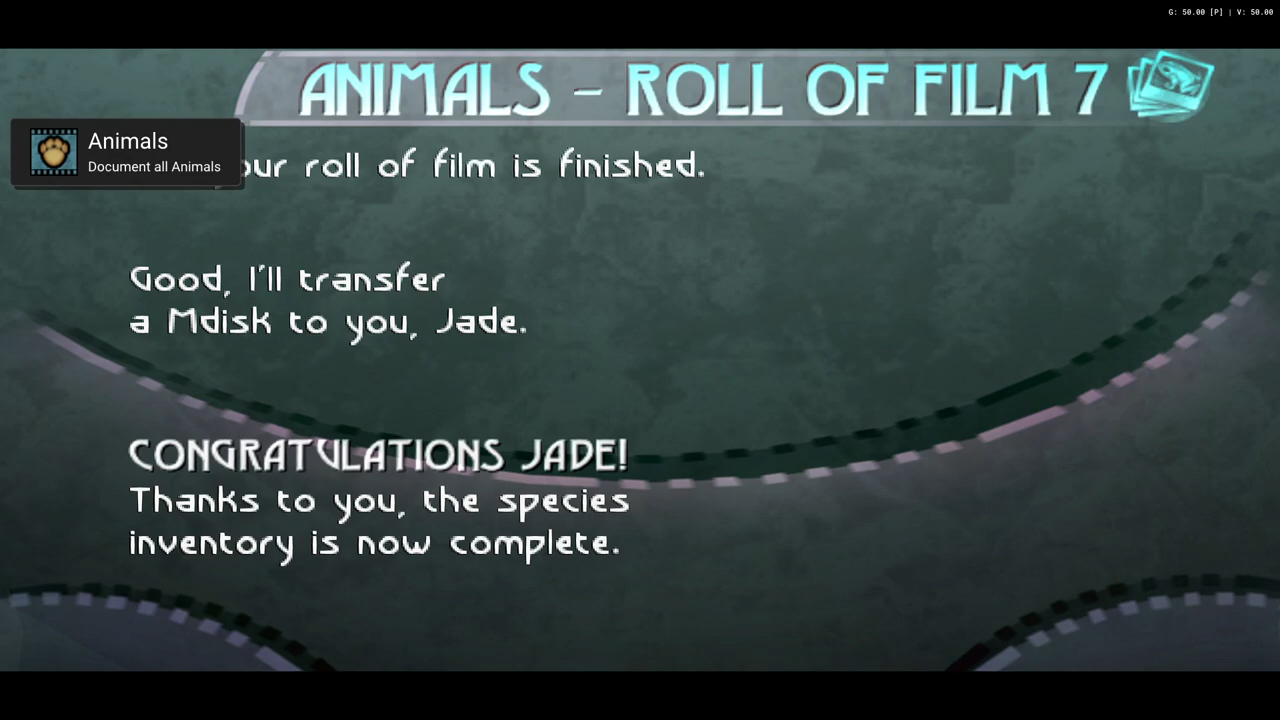 G: 50.00 [P] | V: 50.00
ANIMALS - ROLL OF FILM 7
Animals
Document all Animals
our roll of film is finished.
Good, I'll transfer
a Mdisk to you, Jade.
CONGRATULATIONS JADE!
Thanks to you, the species
inventory is now complete.